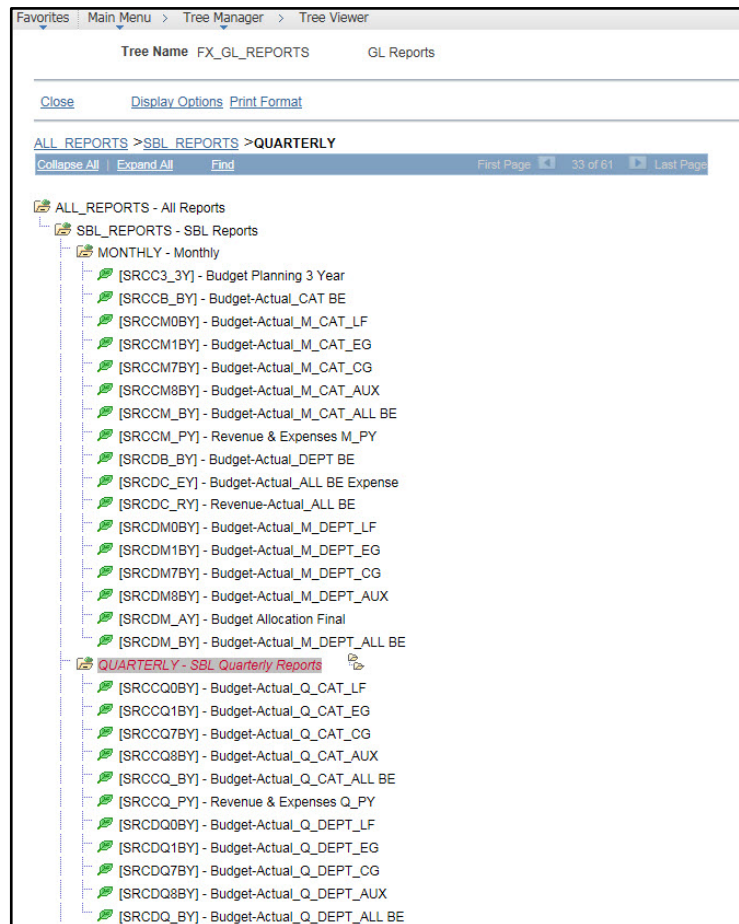 Favorites Main Menu > Tree Manager > Tree Viewer
Tree Name FX_GL_REPORTS GL Reports
Close Display Options Print Format
ALL_REPORTS >SBL_REPORTS >QUARTERLY
Collapse All | Expand All Find First Page 33 of 61 Last Page
ALL_REPORTS - All Reports
SBL_REPORTS - SBL Reports
MONTHLY - Monthly
[SRCC3_3Y] - Budget Planning 3 Year
[SRCCB_BY] - Budget-Actual_CAT BE
[SRCCM0BY] - Budget-Actual_M_CAT_LF
[SRCCM1BY] - Budget-Actual_M_CAT_EG
[SRCCM7BY] - Budget-Actual_M_CAT_CG
[SRCCM8BY] - Budget-Actual_M_CAT_AUX
[SRCCM_BY] - Budget-Actual_M_CAT_ALL BE
[SRCCM_PY] - Revenue & Expenses M_PY
[SRCDB_BY] - Budget-Actual_DEPT BE
[SRCDC_EY] - Budget-Actual_ALL BE Expense
[SRCDC_RY] - Revenue-Actual_ALL BE
[SRCDM0BY] - Budget-Actual_M_DEPT_LF
[SRCDM1BY] - Budget-Actual_M_DEPT_EG
[SRCDM7BY] - Budget-Actual_M_DEPT_CG
[SRCDM8BY] - Budget-Actual_M_DEPT_AUX
[SRCDM_AY] - Budget Allocation Final
[SRCDM_BY] - Budget-Actual_M_DEPT_ALL BE
QUARTERLY - SBL Quarterly Reports
[SRCCQ0BY] - Budget-Actual_Q_CAT_LF
[SRCCQ1BY] - Budget-Actual_Q_CAT_EG
[SRCCQ7BY] - Budget-Actual_Q_CAT_CG
[SRCCQ8BY] - Budget-Actual_Q_CAT_AUX
[SRCCQ_BY] - Budget-Actual_Q_CAT_ALL BE
[SRCCQ_PY] - Revenue & Expenses Q_PY
[SRCDQ0BY] - Budget-Actual_Q_DEPT_LF
[SRCDQ1BY] - Budget-Actual_Q_DEPT_EG
[SRCDQ7BY] - Budget-Actual_Q_DEPT_CG
[SRCDQ8BY] - Budget-Actual_Q_DEPT_AUX
[SRCDQ_BY] - Budget-Actual_Q_DEPT_ALL BE